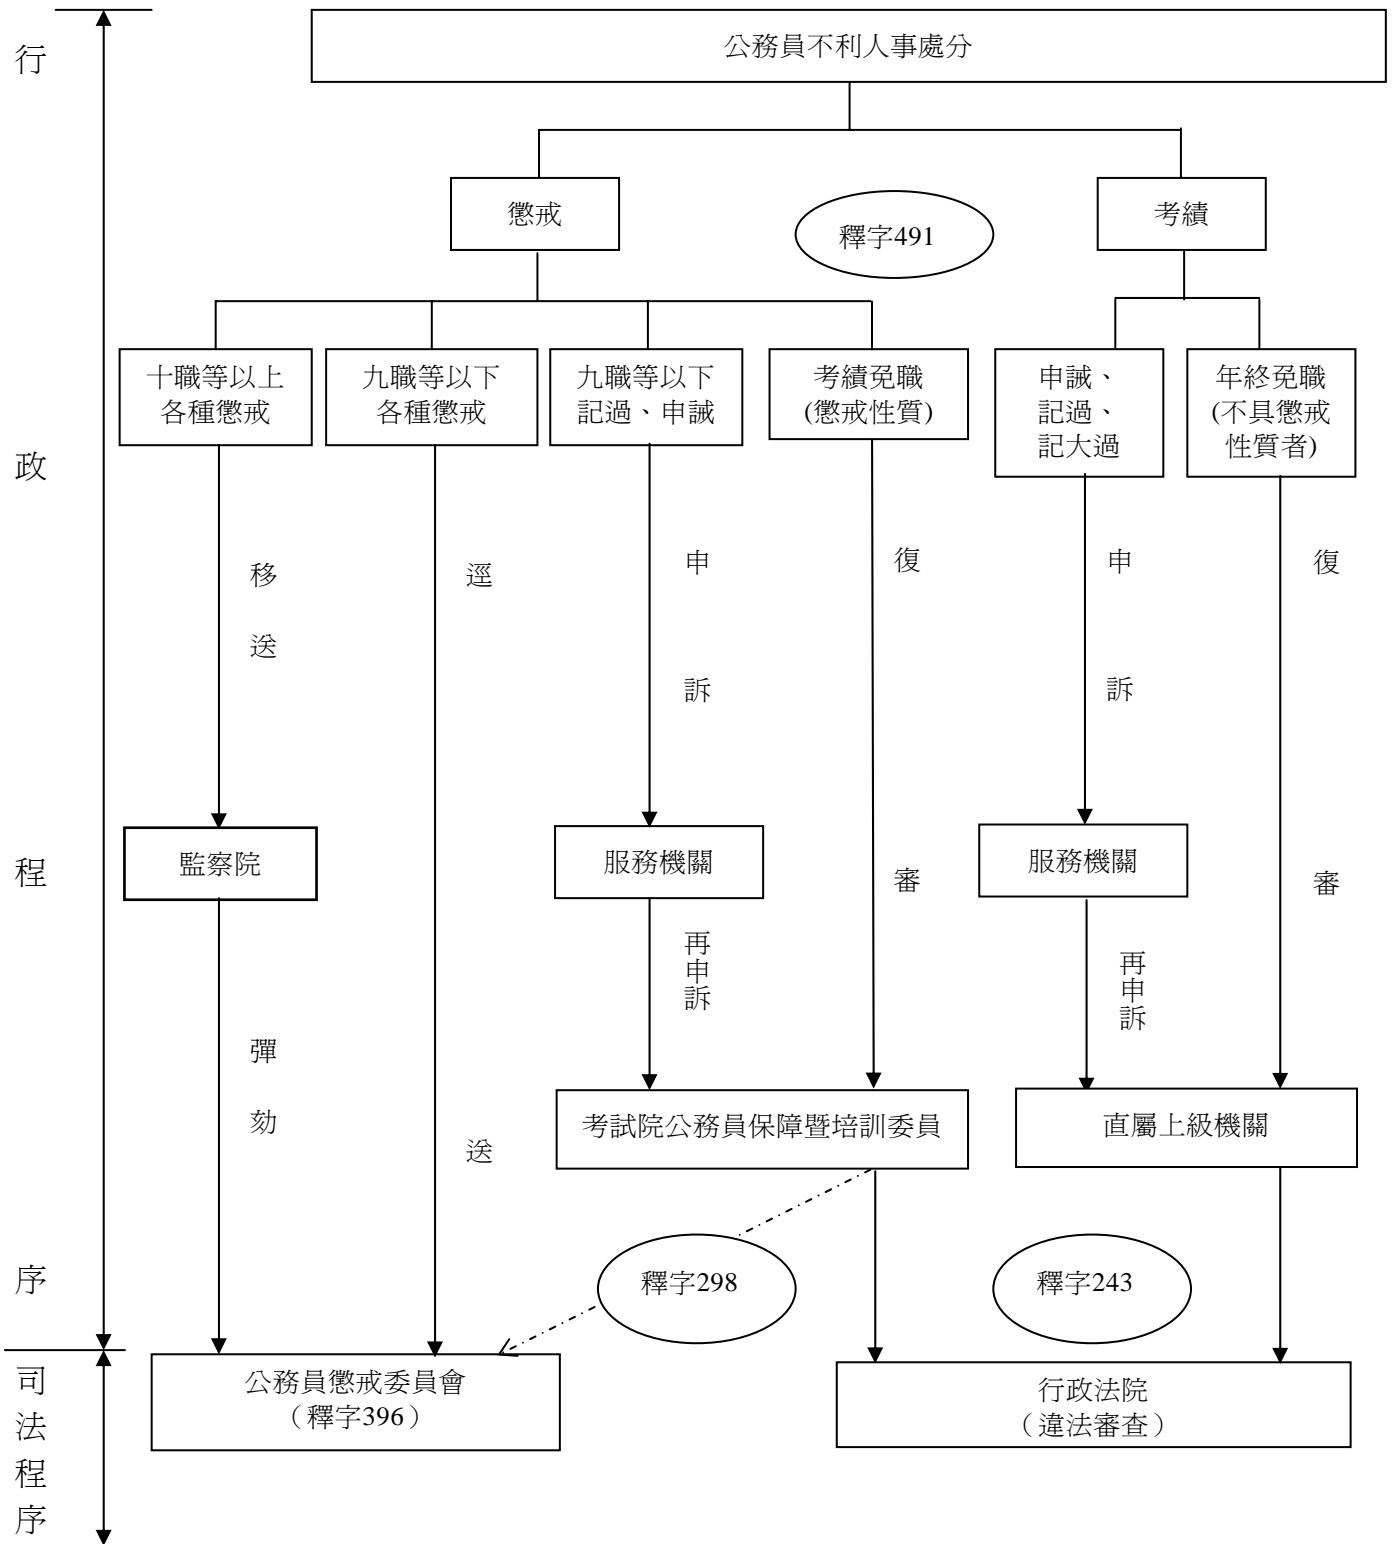 公務員不利人事處分
懲戒
釋字491
考績
十職等以上
各種懲戒
九職等以下
各種懲戒
九職等以下
記過、申誡
考績免職
(懲戒性質)
申誡、
記過、
記大過
年終免職
(不具懲戒
性質者)
移送
逕送
申訴
復審
申訴
復審
監察院
服務機關
服務機關
彈劾
再申訴
再申訴
考試院公務員保障暨培訓委員
直屬上級機關
釋字298
釋字243
公務員懲戒委員會
（釋字396）
行政法院
（違法審查）
行政程序
司法程序